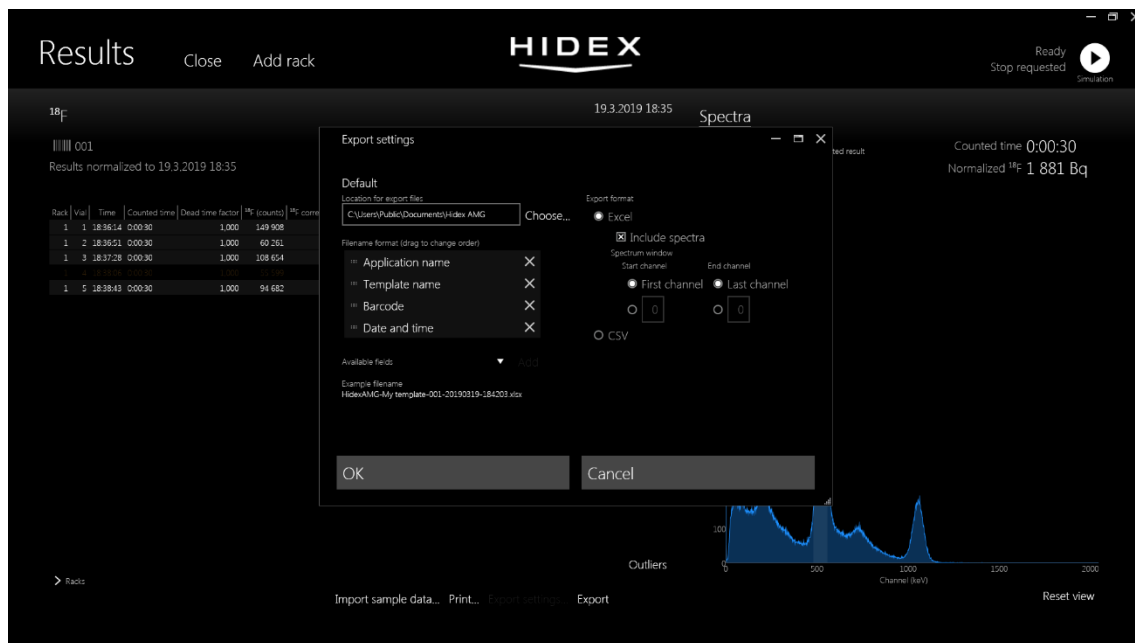 Results Close Add rack HIDEX Ready
Stop requested
Simulation
18F 19.3.2019 18:35 Spectra
001
Results normalized to 19.3.2019 18:35
Counted time 0:00:30
Normalized 18F 1 881 Bq
Rack Vial Time Counted time Dead time factor 18F (counts) 18F corre
1 1 18:36:14 0:00:30 1,000 149 908
1 2 18:36:51 0:00:30 1,000 60 261
1 3 18:37:28 0:00:30 1,000 108 654
1 5 18:38:43 0:00:30 1,000 94 682
Export settings
ted result
Default
Location for export files
C:\Users\Public\Documents\Hidex AMG Choose...
Filename format (drag to change order)
Application name
Template name
Barcode
Date and time
Available fields Add
Example filename
HidexAMG-My template-001-20190319-184203.xlsx
Export format
Excel
Include spectra
Spectrum window
Start channel End channel
First channel Last channel
0 0
CSV
OK Cancel
100
0
0 500 1000 1500 2000
Channel (keV)
Outliers
Reset view
Racks
Import sample data... Print... Export settings... Export